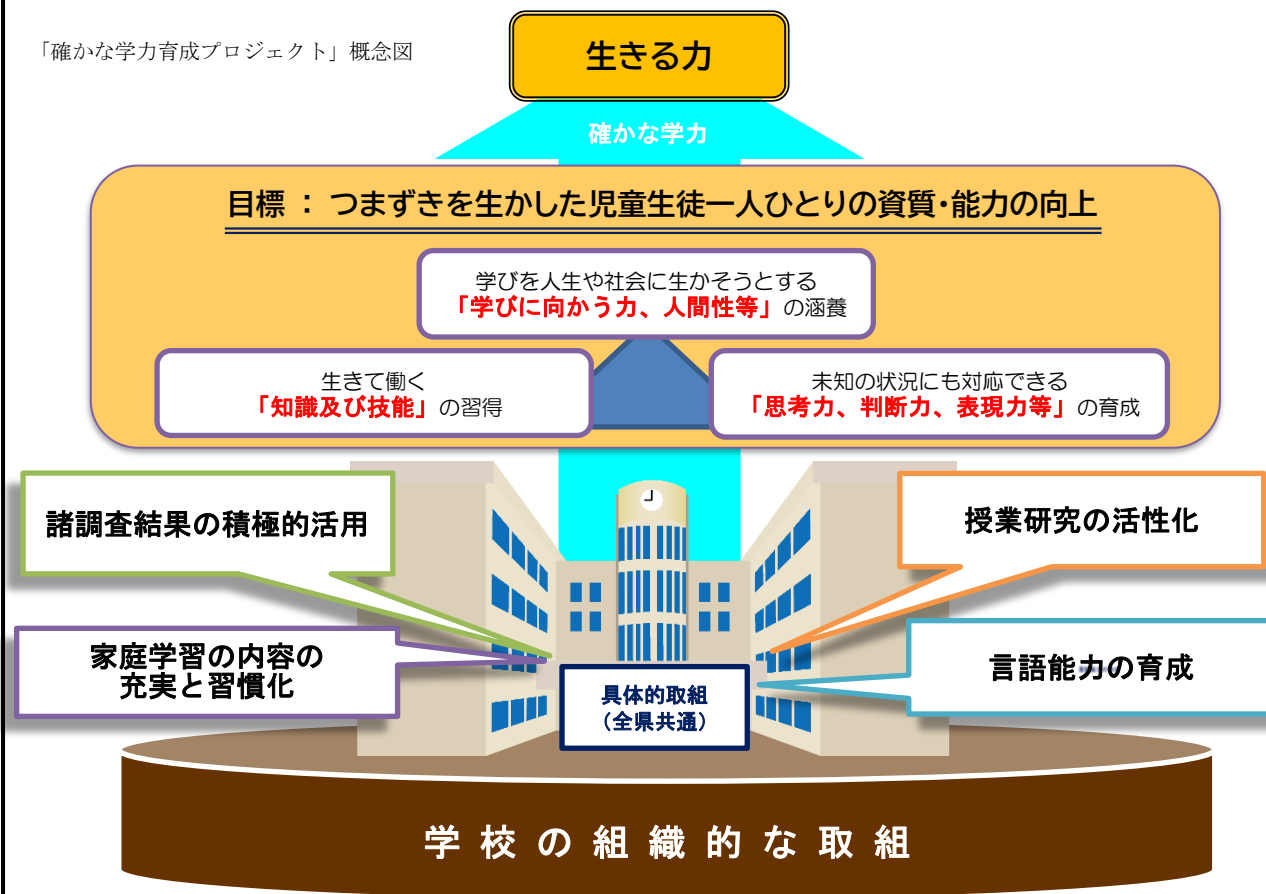 「確かな学力育成プロジェクト」概念図
生きる力
確かな学力
目標 : つまずきを生かした児童生徒一人ひとりの資質・能力の向上
学びを人生や社会に生かそうとする
「学びに向かう力、人間性等」の涵養
生きて働く
「知識及び技能」の習得
未知の状況にも対応できる
「思考力、判断力、表現力等」の育成
諸調査結果の積極的活用
授業研究の活性化
家庭学習の内容の
充実と習慣化
言語能力の育成
具体的取組
(全県共通)
学校の組織的な取組